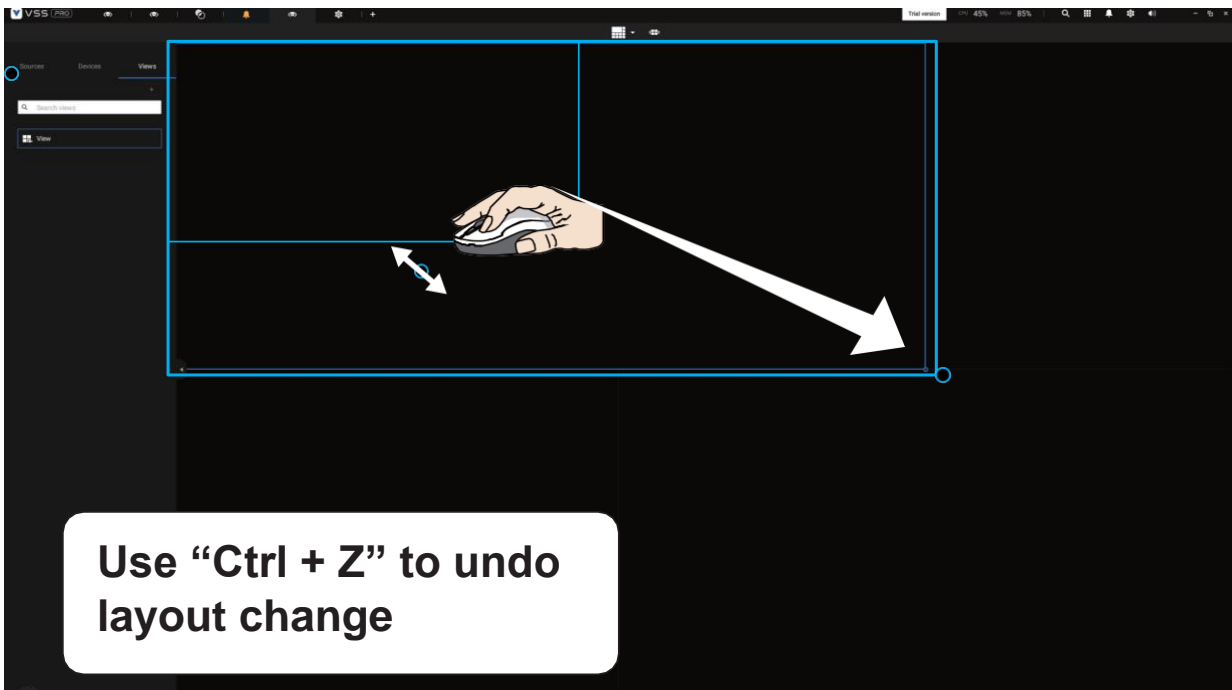 VSS PRO
+
Trial version
CPU 45%
MEM 85%
Sources
Devices
Views
+
Search views
View
Use “Ctrl + Z” to undo
layout change